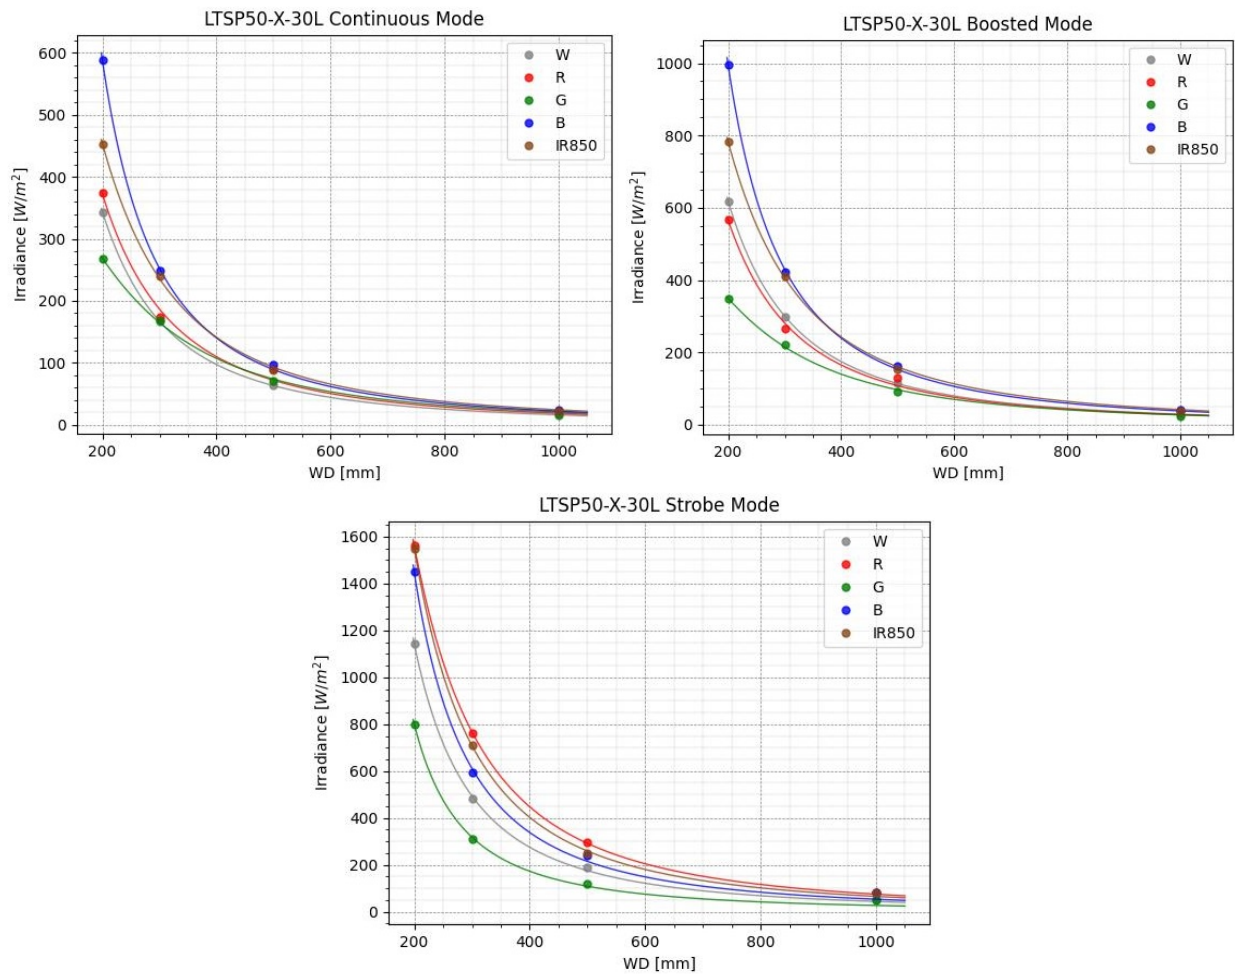 LTSP50-X-30L Continuous Mode
Irradiance [W/m²]
600
500
400
300
200
100
0
W
R
G
B
IR850
200
400
600
800
1000
WD [mm]
LTSP50-X-30L Boosted Mode
Irradiance [W/m²]
1000
800
600
400
200
0
W
R
G
B
IR850
200
400
600
800
1000
WD [mm]
LTSP50-X-30L Strobe Mode
Irradiance [W/m²]
1600
1400
1200
1000
800
600
400
200
0
W
R
G
B
IR850
200
400
600
800
1000
WD [mm]